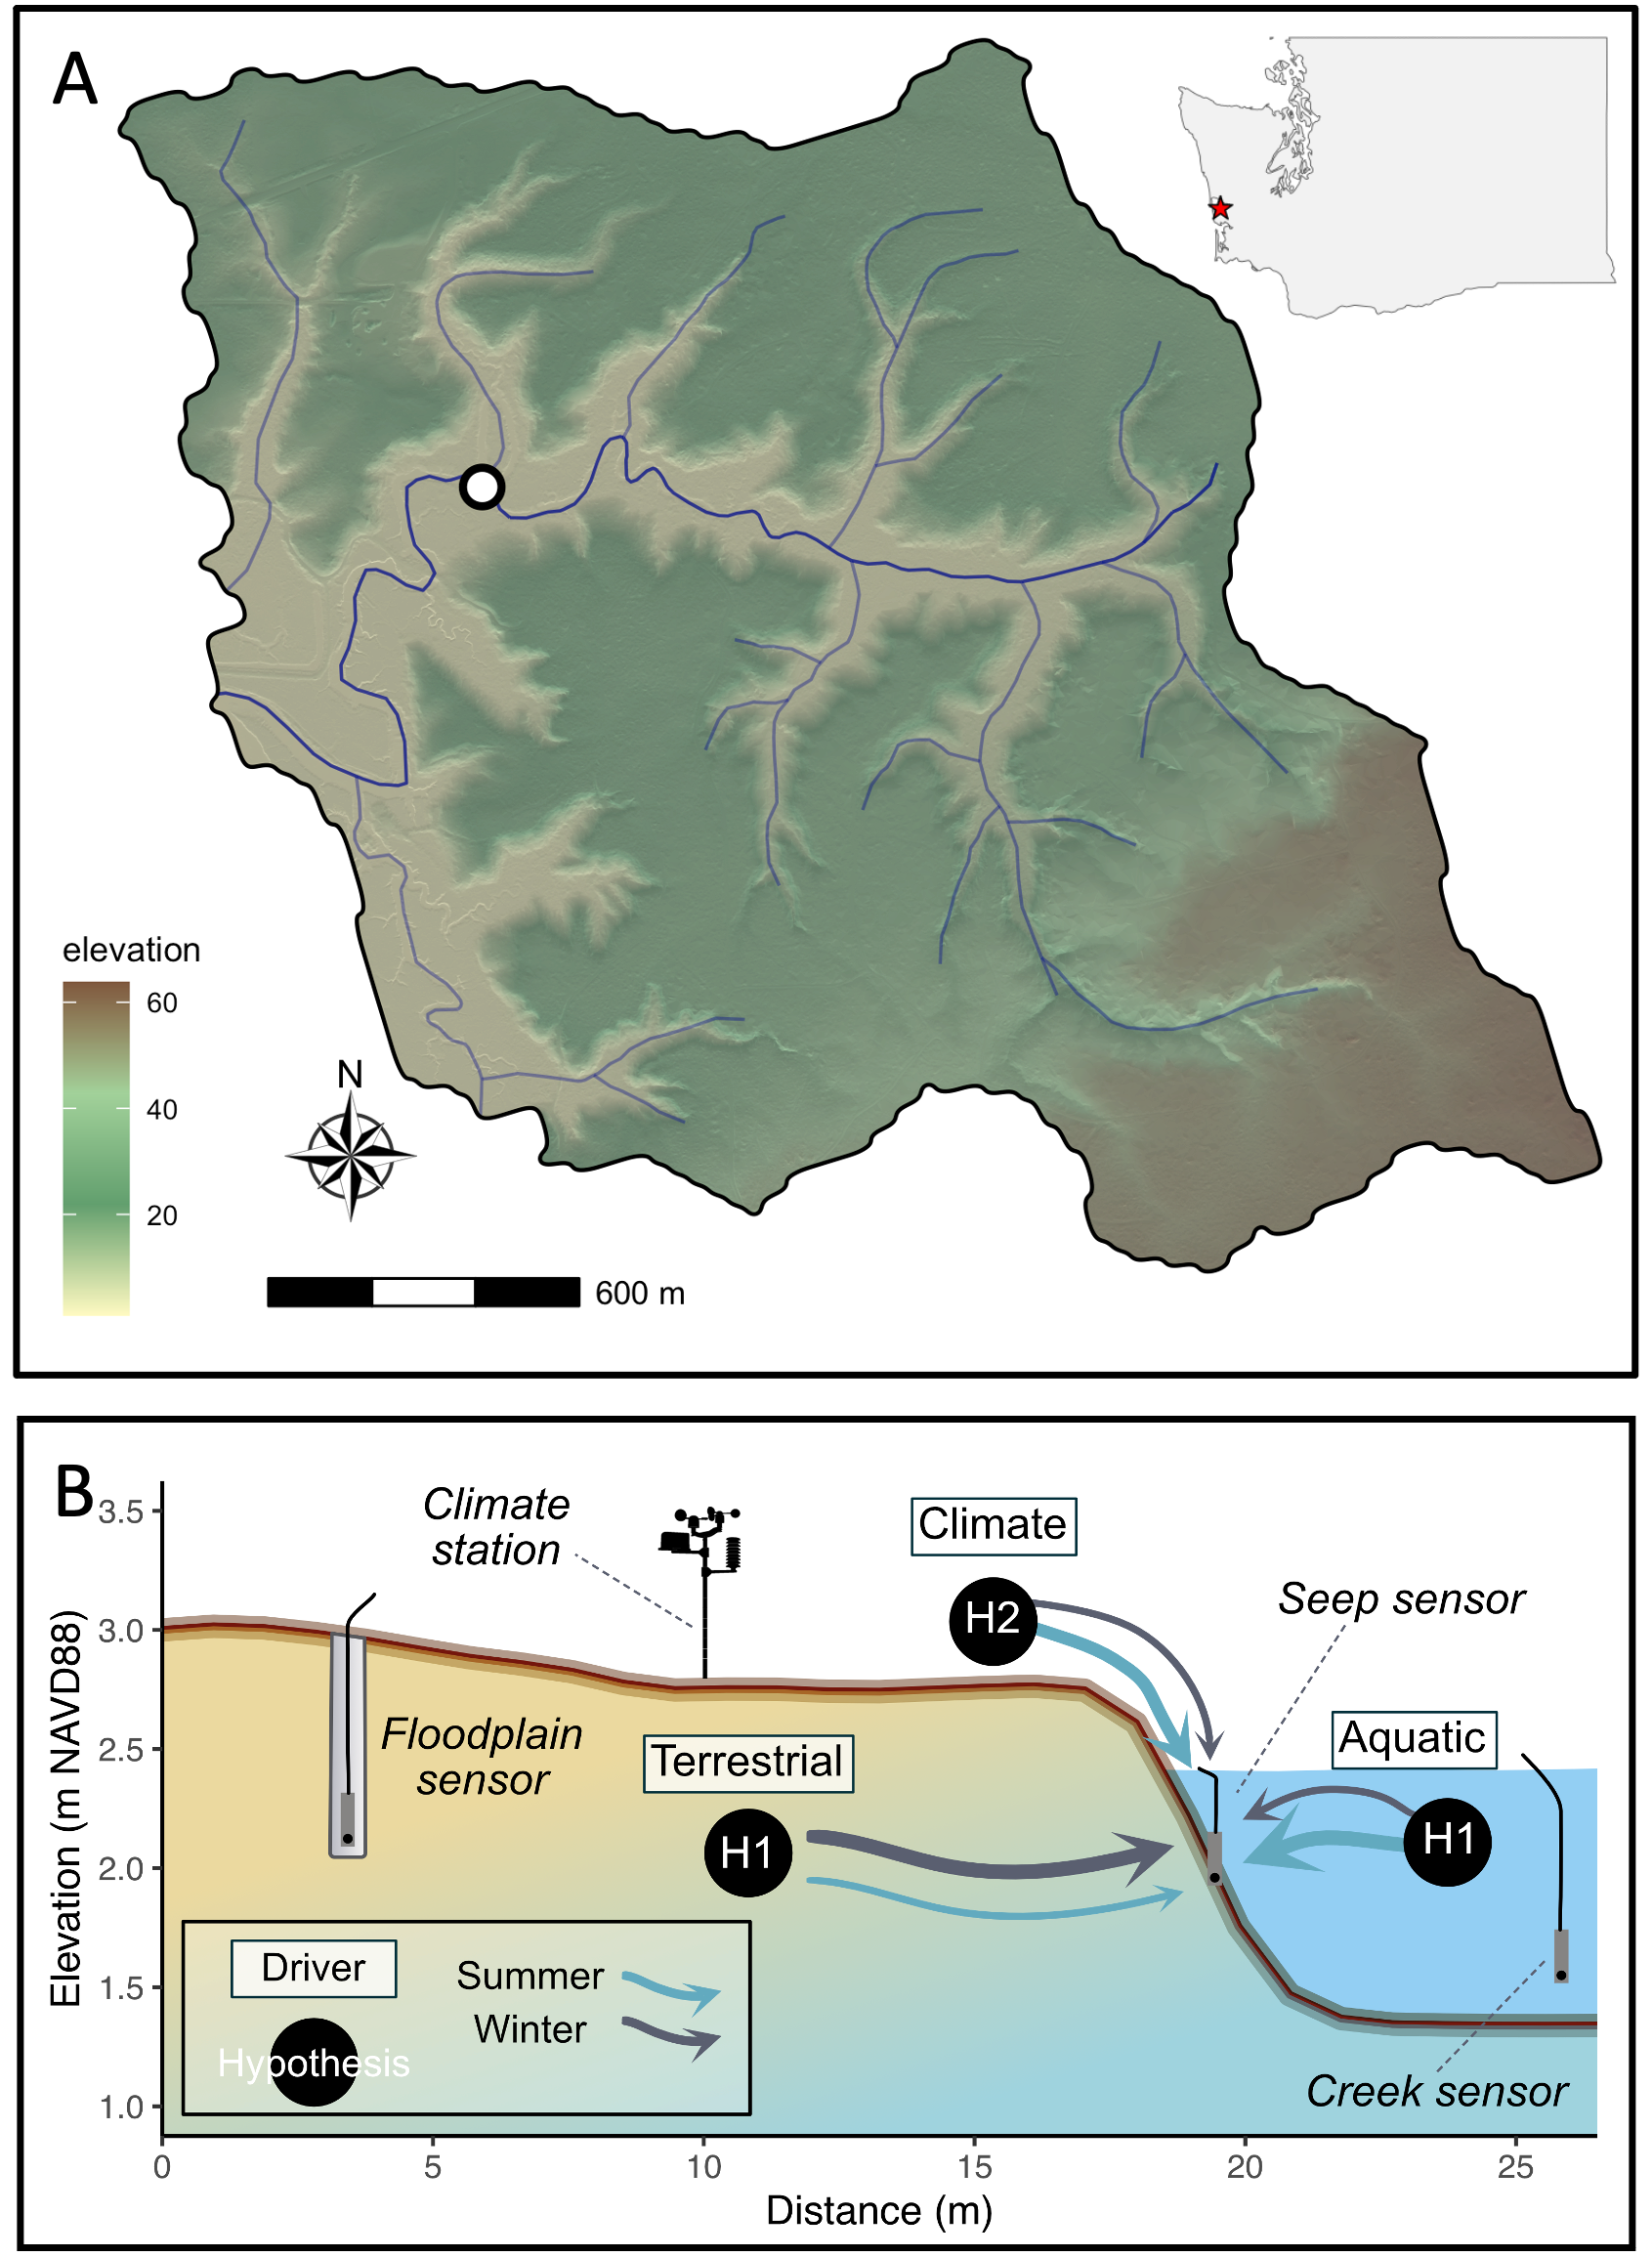 A
elevation
60
40
20
N
600 m
B
3.5
3.0
2.5
2.0
1.5
1.0
Elevation (m NAVD88)
Climate
station
Climate
H2
Seep sensor
Floodplain
sensor
Terrestrial
H1
Aquatic
H1
Driver
Summer
Winter
Hypothesis
Creek sensor
0
5
10
15
20
25
Distance (m)